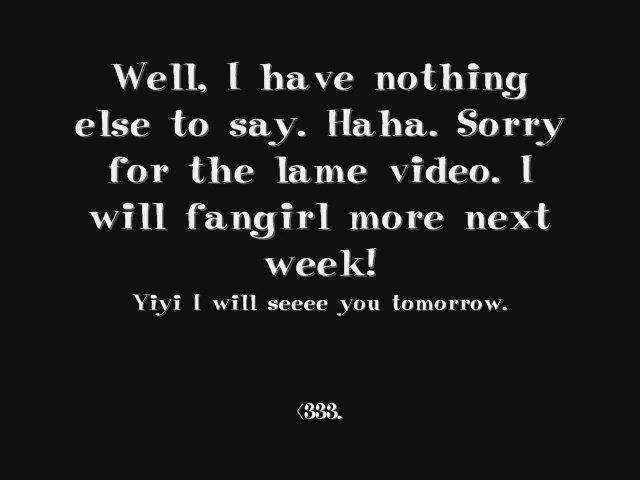 Well, I have nothing
else to say. Haha. Sorry
for the lame video. I
will fangirl more next
week!
Yiyi I will seeee you tomorrow.
<333.